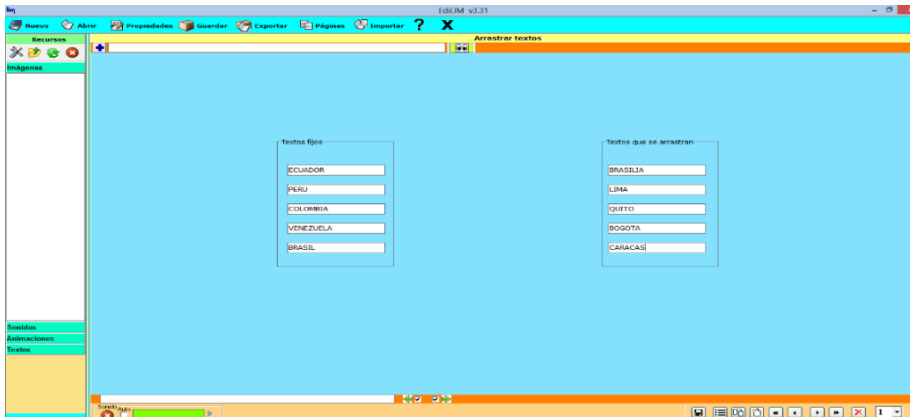 EdiLIM v3.31
Nuevo Abrir Propiedades Guardar Exportar Páginas Importar ? X
Recursos
Arrastrar textos
Imágenes
Textos fijos
ECUADOR
PERU
COLOMBIA
VENEZUELA
BRASIL
Textos que se arrastran
BRASILIA
LIMA
QUITO
BOGOTA
CARACAS
Sonidos
Animaciones
Textos
Sonido Auto
1